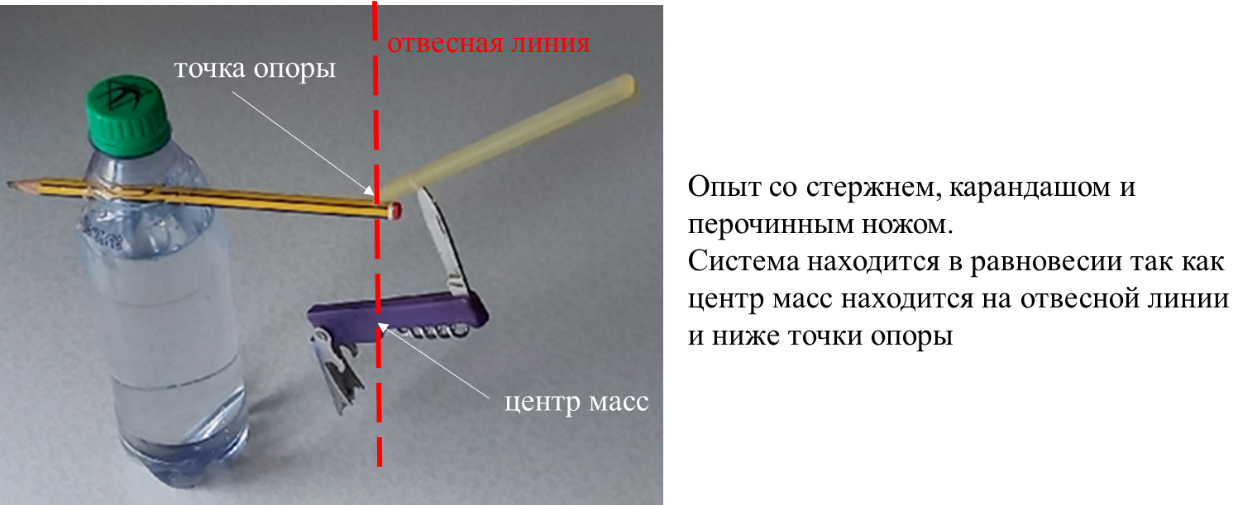 отвесная линия
точка опоры
центр масс
Опыт со стержнем, карандашом и
перочинным ножом.
Система находится в равновесии так как
центр масс находится на отвесной линии
и ниже точки опоры